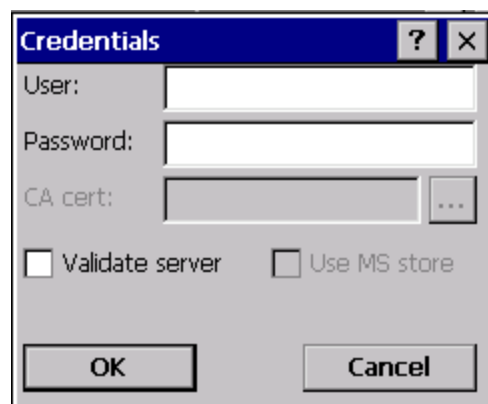 Credentials ? ×
User:
Password:
CA cert: ...
Validate server Use MS store
OK Cancel